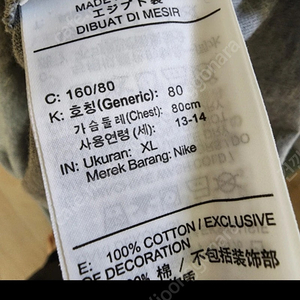 MADE
エジプト製
DIBUAT DI MESIR
C: 160/80
K: 호칭(Generic): 80
가슴둘레(Chest): 80cm
사용연령 (세): 13-14
IN: Ukuran: XL
Merek Barang: Nike
E: 100% COTTON / EXCLUSIVE
OF DECORATION
100% 棉 / 不包括装饰部